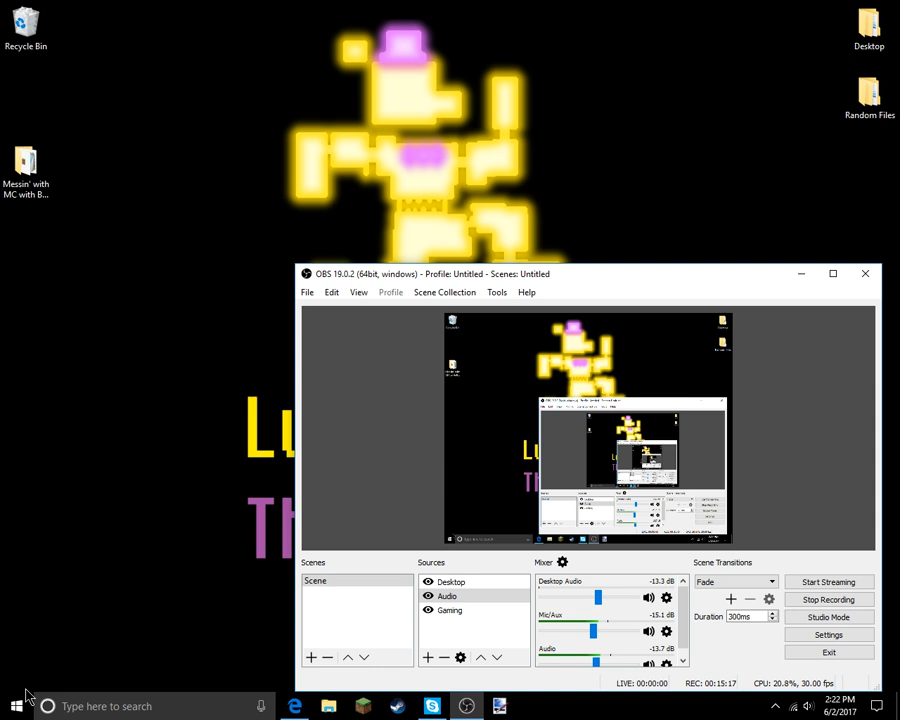 Recycle Bin
Desktop
Random Files
Messin' with
MC with B...
OBS 19.0.2 (64bit, windows) - Profile: Untitled - Scenes: Untitled
File Edit View Profile Scene Collection Tools Help
Lu
Th
Scenes
Sources
Mixer
Scene Transitions
Scene
Desktop
Audio
Gaming
Desktop Audio -13.3 dB
Mic/Aux -15.1 dB
Audio -13.7 dB
Fade
Duration 300ms
Start Streaming
Stop Recording
Studio Mode
Settings
Exit
LIVE: 00:00:00 REC: 00:15:17 CPU: 20.8%, 30.00 fps
Type here to search
2:22 PM
6/2/2017